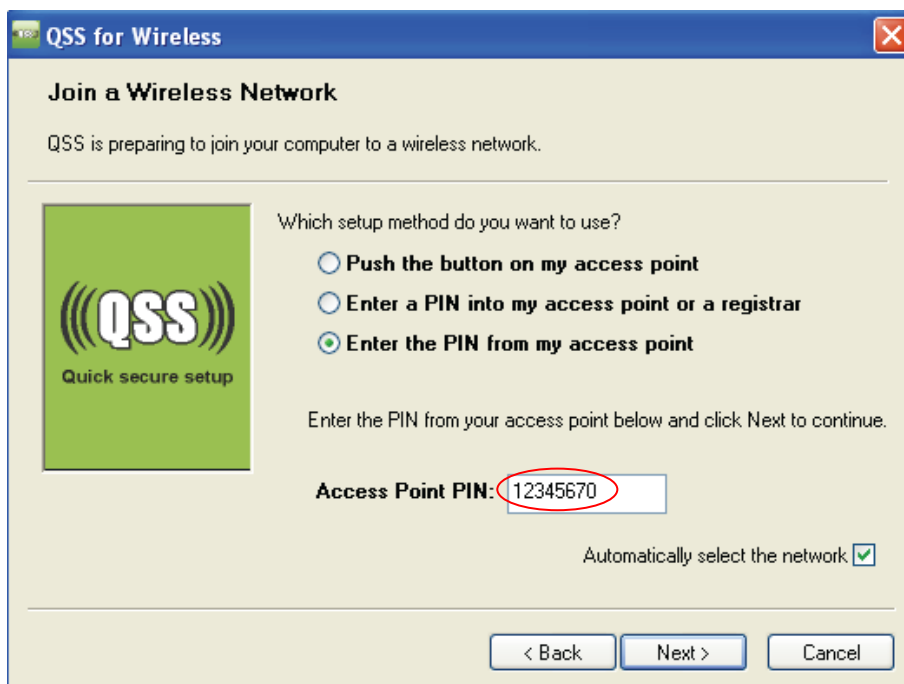 QSS for Wireless
Join a Wireless Network
QSS is preparing to join your computer to a wireless network.
Which setup method do you want to use?
Push the button on my access point
Enter a PIN into my access point or a registrar
Enter the PIN from my access point
(((QSS)))
Quick secure setup
Enter the PIN from your access point below and click Next to continue.
Access Point PIN: 12345670
Automatically select the network
< Back Next > Cancel